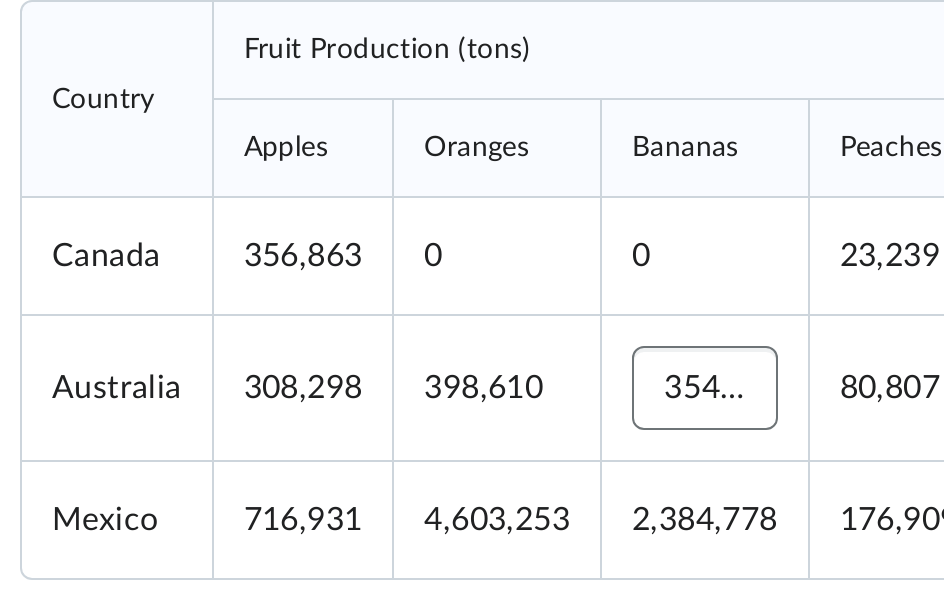 Country
Fruit Production (tons)
Apples Oranges Bananas Peaches
Canada 356,863 0 0 23,239
Australia 308,298 398,610 354... 80,807
Mexico 716,931 4,603,253 2,384,778